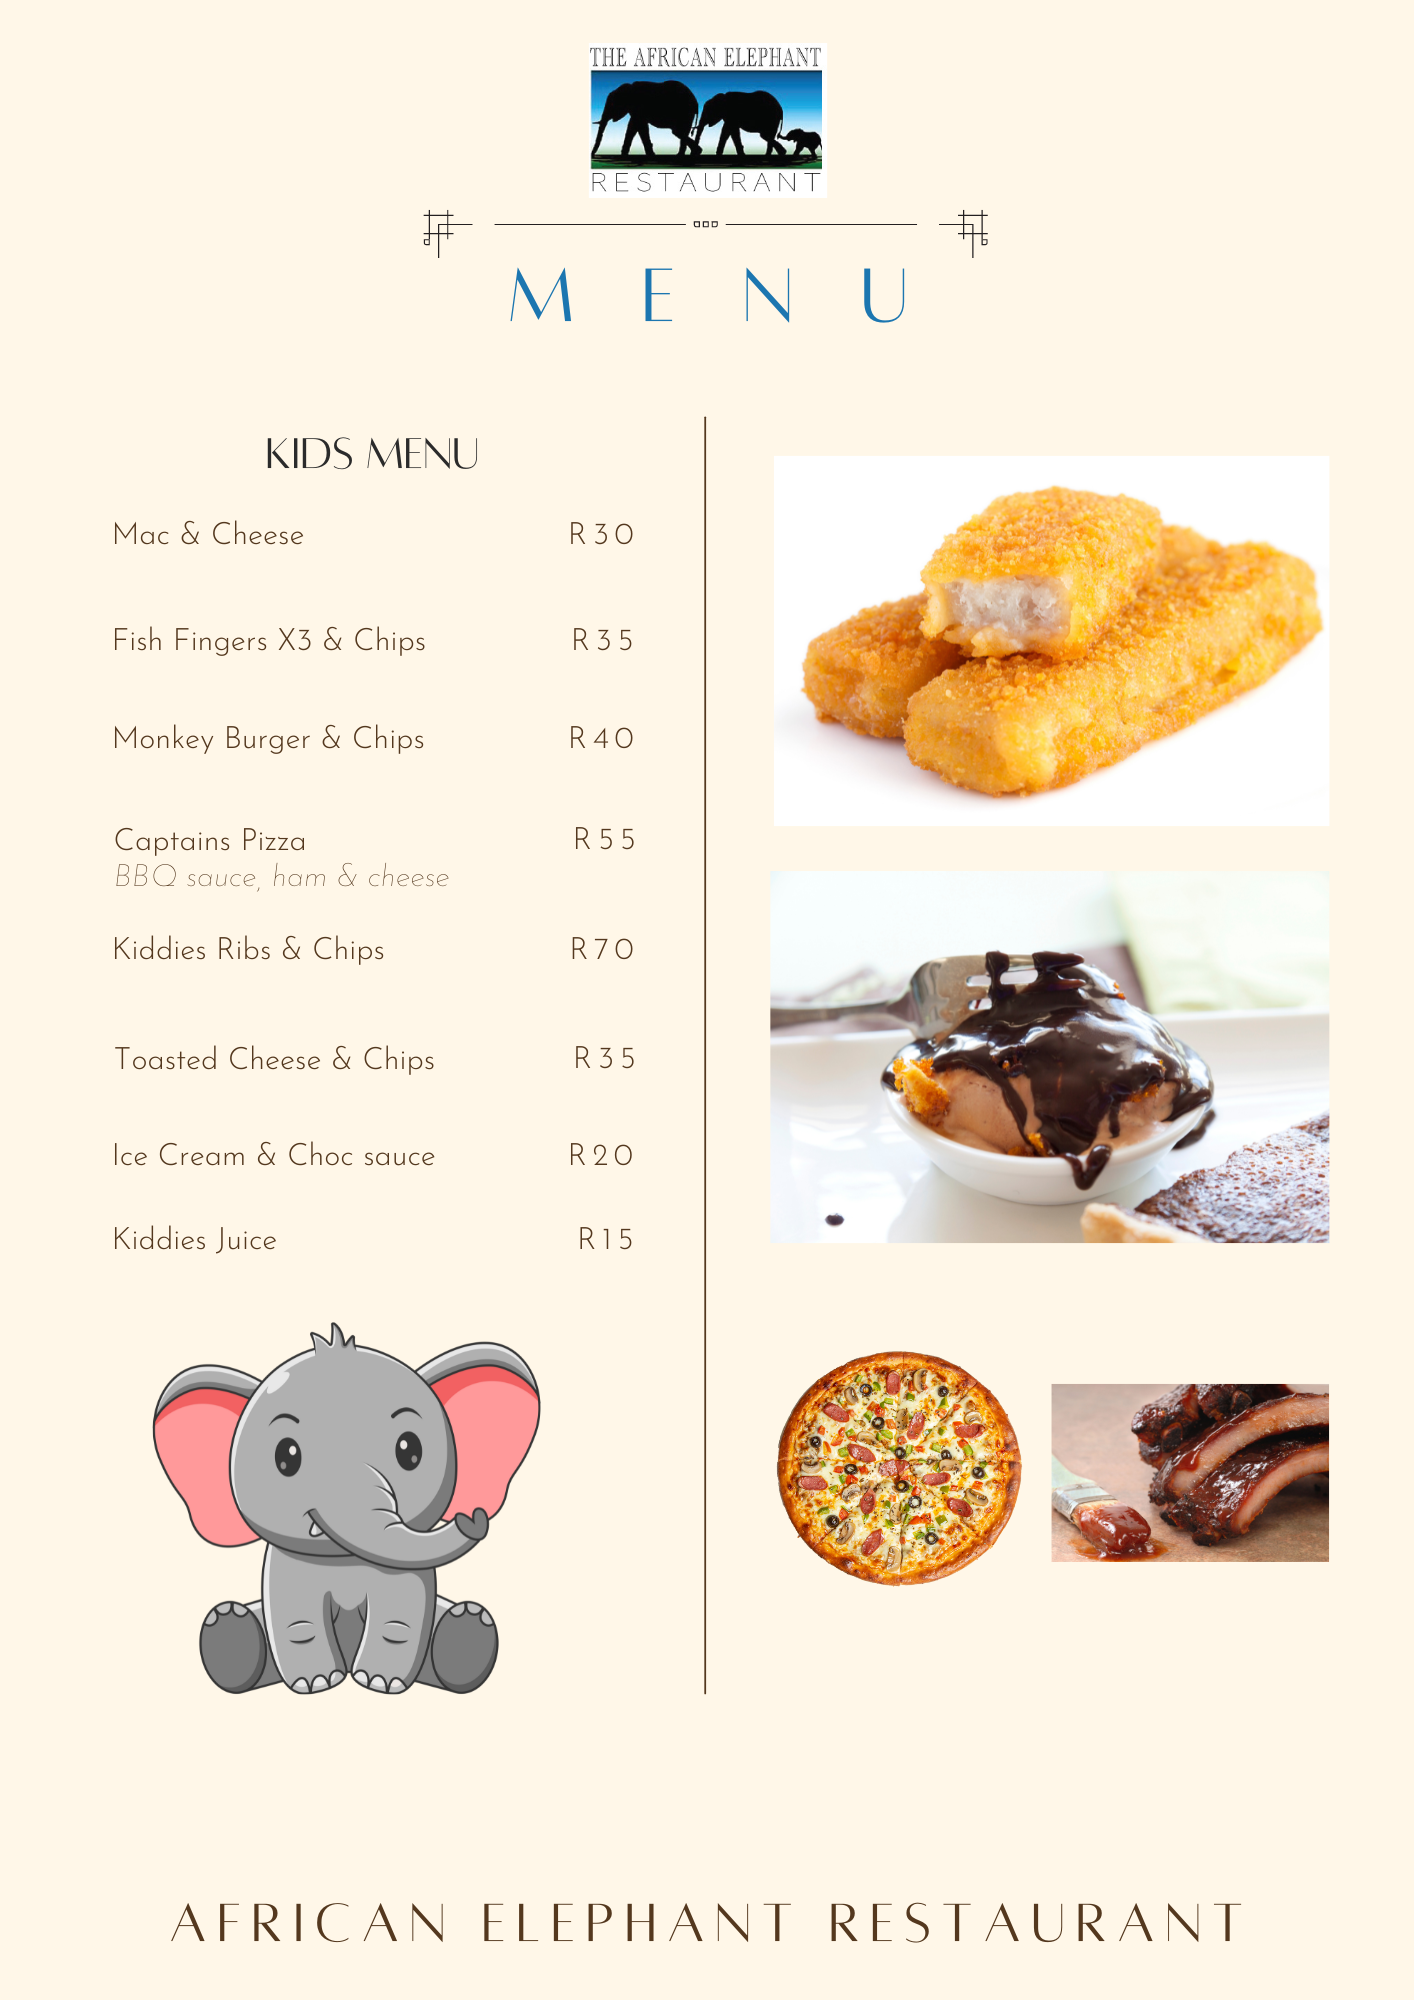 THE AFRICAN ELEPHANT
RESTAURANT
MENU
KIDS MENU
Mac & Cheese R30
Fish Fingers X3 & Chips R35
Monkey Burger & Chips R40
Captains Pizza R55
BBQ sauce, ham & cheese
Kiddies Ribs & Chips R70
Toasted Cheese & Chips R35
Ice Cream & Choc sauce R20
Kiddies Juice R15
AFRICAN ELEPHANT RESTAURANT